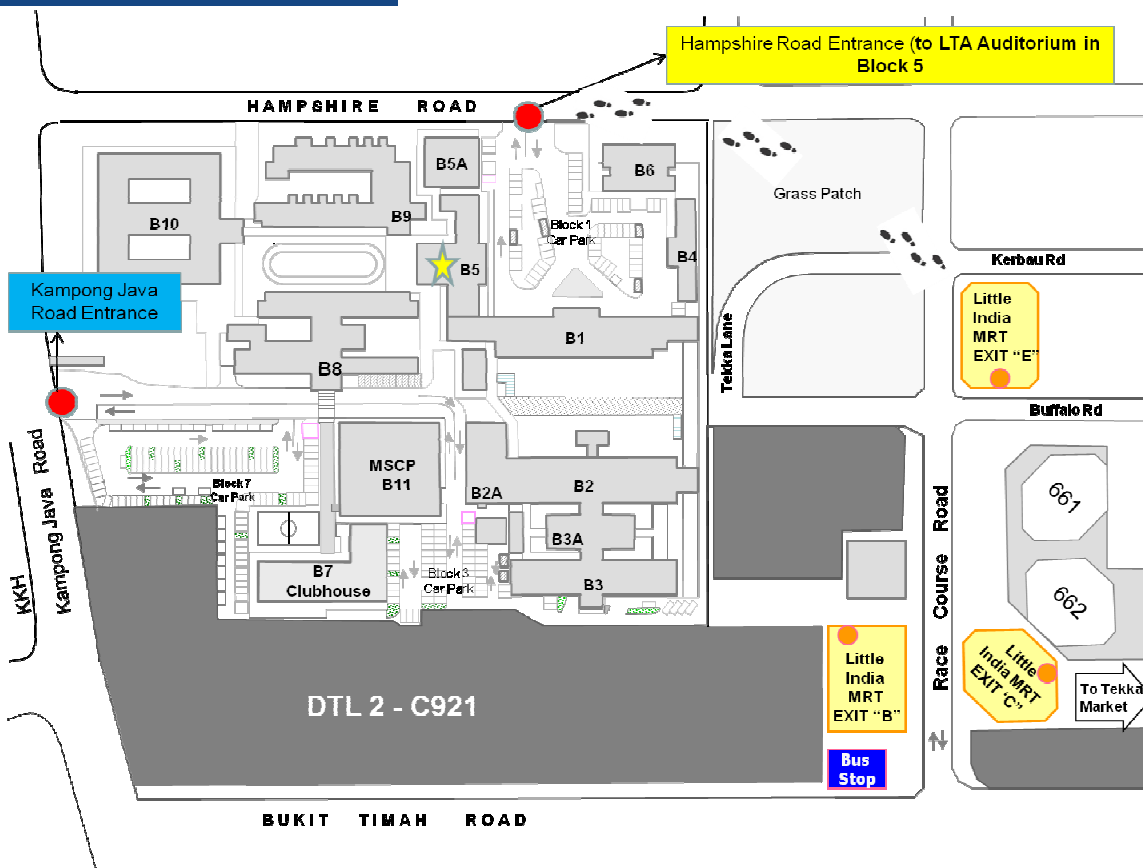 Hampshire Road Entrance (to LTA Auditorium in
Block 5
HAMPSHIRE ROAD
B5A
B6
Grass Patch
B10
B9
Block 1
Car Park
B5
B4
Kerbau Rd
Kampong Java
Road Entrance
Little
India
MRT
EXIT "E"
B1
Tekka Lane
B8
Buffalo Rd
MSCP
B11
Block 7
Car Park
B2A
B2
B3A
661
Kampong Java Road
KKH
Race Course Road
B7
Clubhouse
Block 3
Car Park
B3
662
Little
India
MRT
EXIT "B"
Little
India MRT
EXIT 'C"
To Tekka
Market
DTL 2 - C921
Bus
Stop
BUKIT TIMAH ROAD